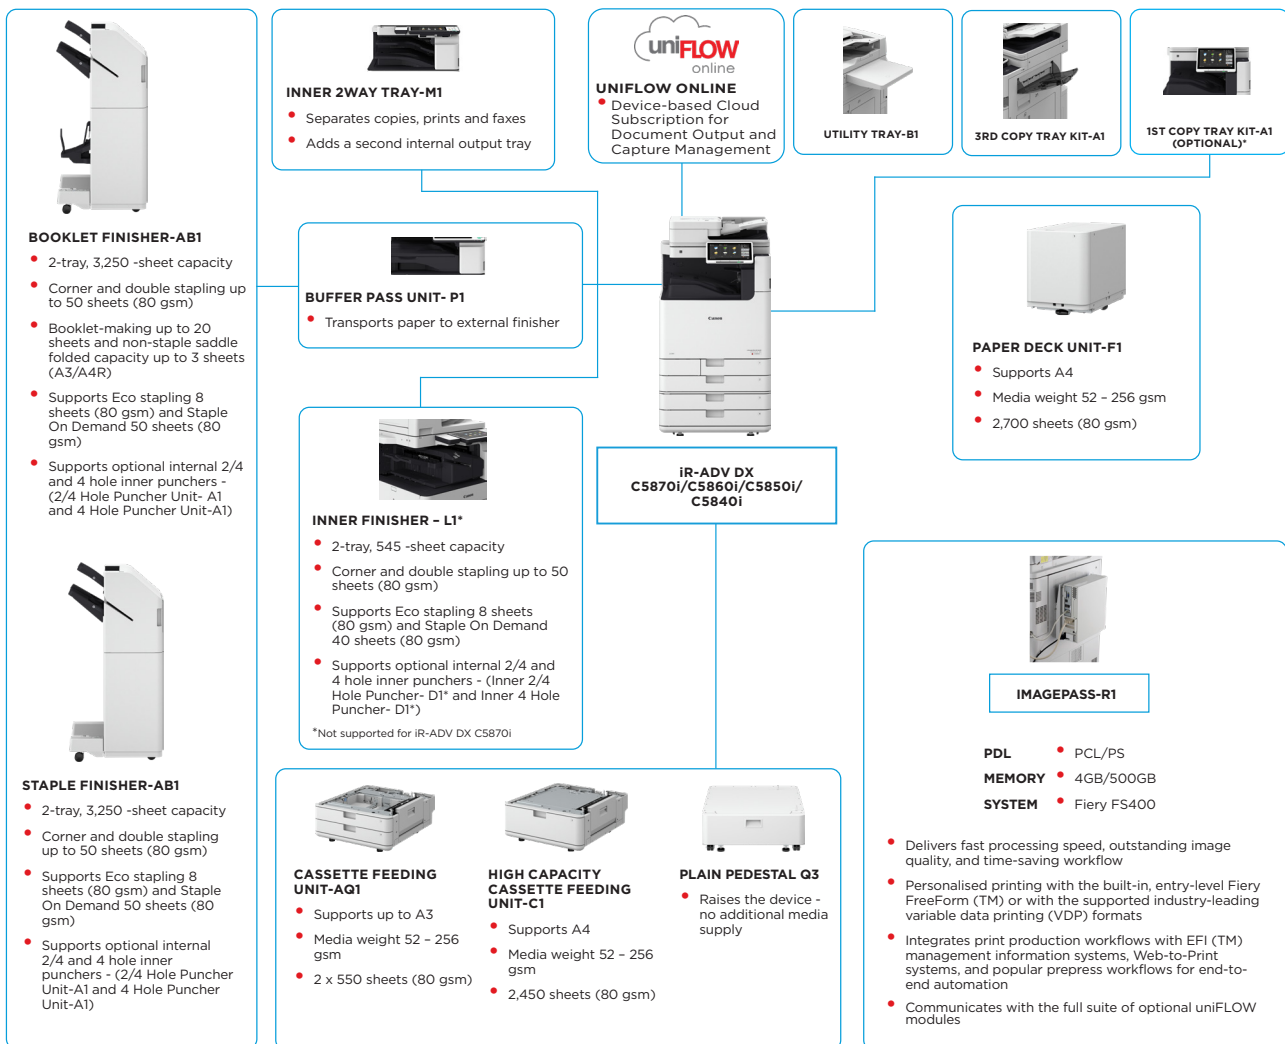 BOOKLET FINISHER-AB1
• 2-tray, 3,250 -sheet capacity
• Corner and double stapling up
to 50 sheets (80 gsm)
• Booklet-making up to 20
sheets and non-staple saddle
folded capacity up to 3 sheets
(A3/A4R)
• Supports Eco stapling 8
sheets (80 gsm) and Staple
On Demand 50 sheets (80
gsm)
• Supports optional internal 2/4
and 4 hole inner punchers -
(2/4 Hole Puncher Unit- A1
and 4 Hole Puncher Unit-A1)
STAPLE FINISHER-AB1
• 2-tray, 3,250 -sheet capacity
• Corner and double stapling
up to 50 sheets (80 gsm)
• Supports Eco stapling 8
sheets (80 gsm) and Staple
On Demand 50 sheets (80
gsm)
• Supports optional internal
2/4 and 4 hole inner
punchers - (2/4 Hole Puncher
Unit-A1 and 4 Hole Puncher
Unit-A1)
INNER 2WAY TRAY-M1
• Separates copies, prints and faxes
• Adds a second internal output tray
uniFLOW
online
UNIFLOW ONLINE
• Device-based Cloud
Subscription for
Document Output and
Capture Management
UTILITY TRAY-B1
3RD COPY TRAY KIT-A1
1ST COPY TRAY KIT-A1
(OPTIONAL)*
BUFFER PASS UNIT- P1
• Transports paper to external finisher
Canon
PAPER DECK UNIT-F1
• Supports A4
• Media weight 52 – 256 gsm
• 2,700 sheets (80 gsm)
iR-ADV DX
C5870i/C5860i/C5850i/
C5840i
INNER FINISHER – L1*
• 2-tray, 545 -sheet capacity
• Corner and double stapling up to 50
sheets (80 gsm)
• Supports Eco stapling 8 sheets
(80 gsm) and Staple On Demand
40 sheets (80 gsm)
• Supports optional internal 2/4 and
4 hole inner punchers - (Inner 2/4
Hole Puncher- D1* and Inner 4 Hole
Puncher- D1*)
*Not supported for iR-ADV DX C5870i
CASSETTE FEEDING
UNIT-AQ1
• Supports up to A3
• Media weight 52 – 256
gsm
• 2 x 550 sheets (80 gsm)
HIGH CAPACITY
CASSETTE FEEDING
UNIT-C1
• Supports A4
• Media weight 52 – 256
gsm
• 2,450 sheets (80 gsm)
PLAIN PEDESTAL Q3
• Raises the device -
no additional media
supply
IMAGEPASS-R1
PDL • PCL/PS
MEMORY • 4GB/500GB
SYSTEM • Fiery FS400
• Delivers fast processing speed, outstanding image
quality, and time-saving workflow
• Personalised printing with the built-in, entry-level Fiery
FreeForm (TM) or with the supported industry-leading
variable data printing (VDP) formats
• Integrates print production workflows with EFI (TM)
management information systems, Web-to-Print
systems, and popular prepress workflows for end-to-
end automation
• Communicates with the full suite of optional uniFLOW
modules